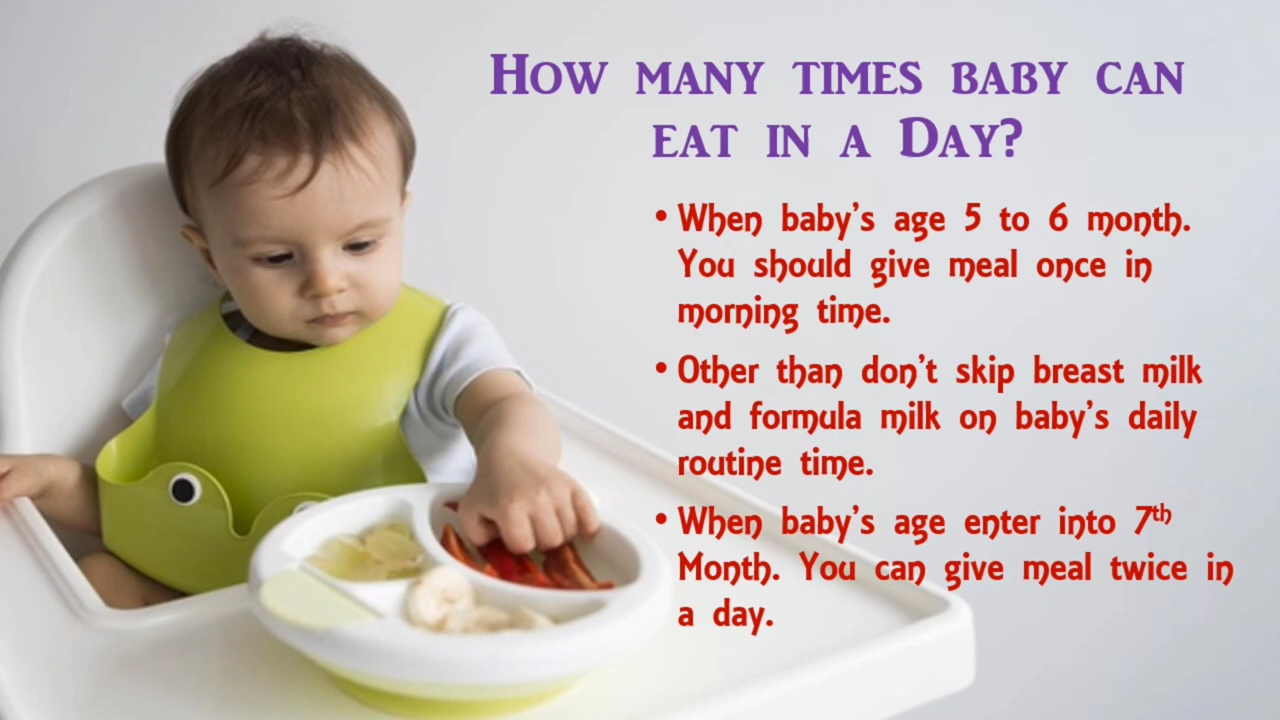 How many times baby can
eat in a Day?
• When baby's age 5 to 6 month.
You should give meal once in
morning time.
• Other than don't skip breast milk
and formula milk on baby's daily
routine time.
• When baby's age enter into 7th
Month. You can give meal twice in
a day.